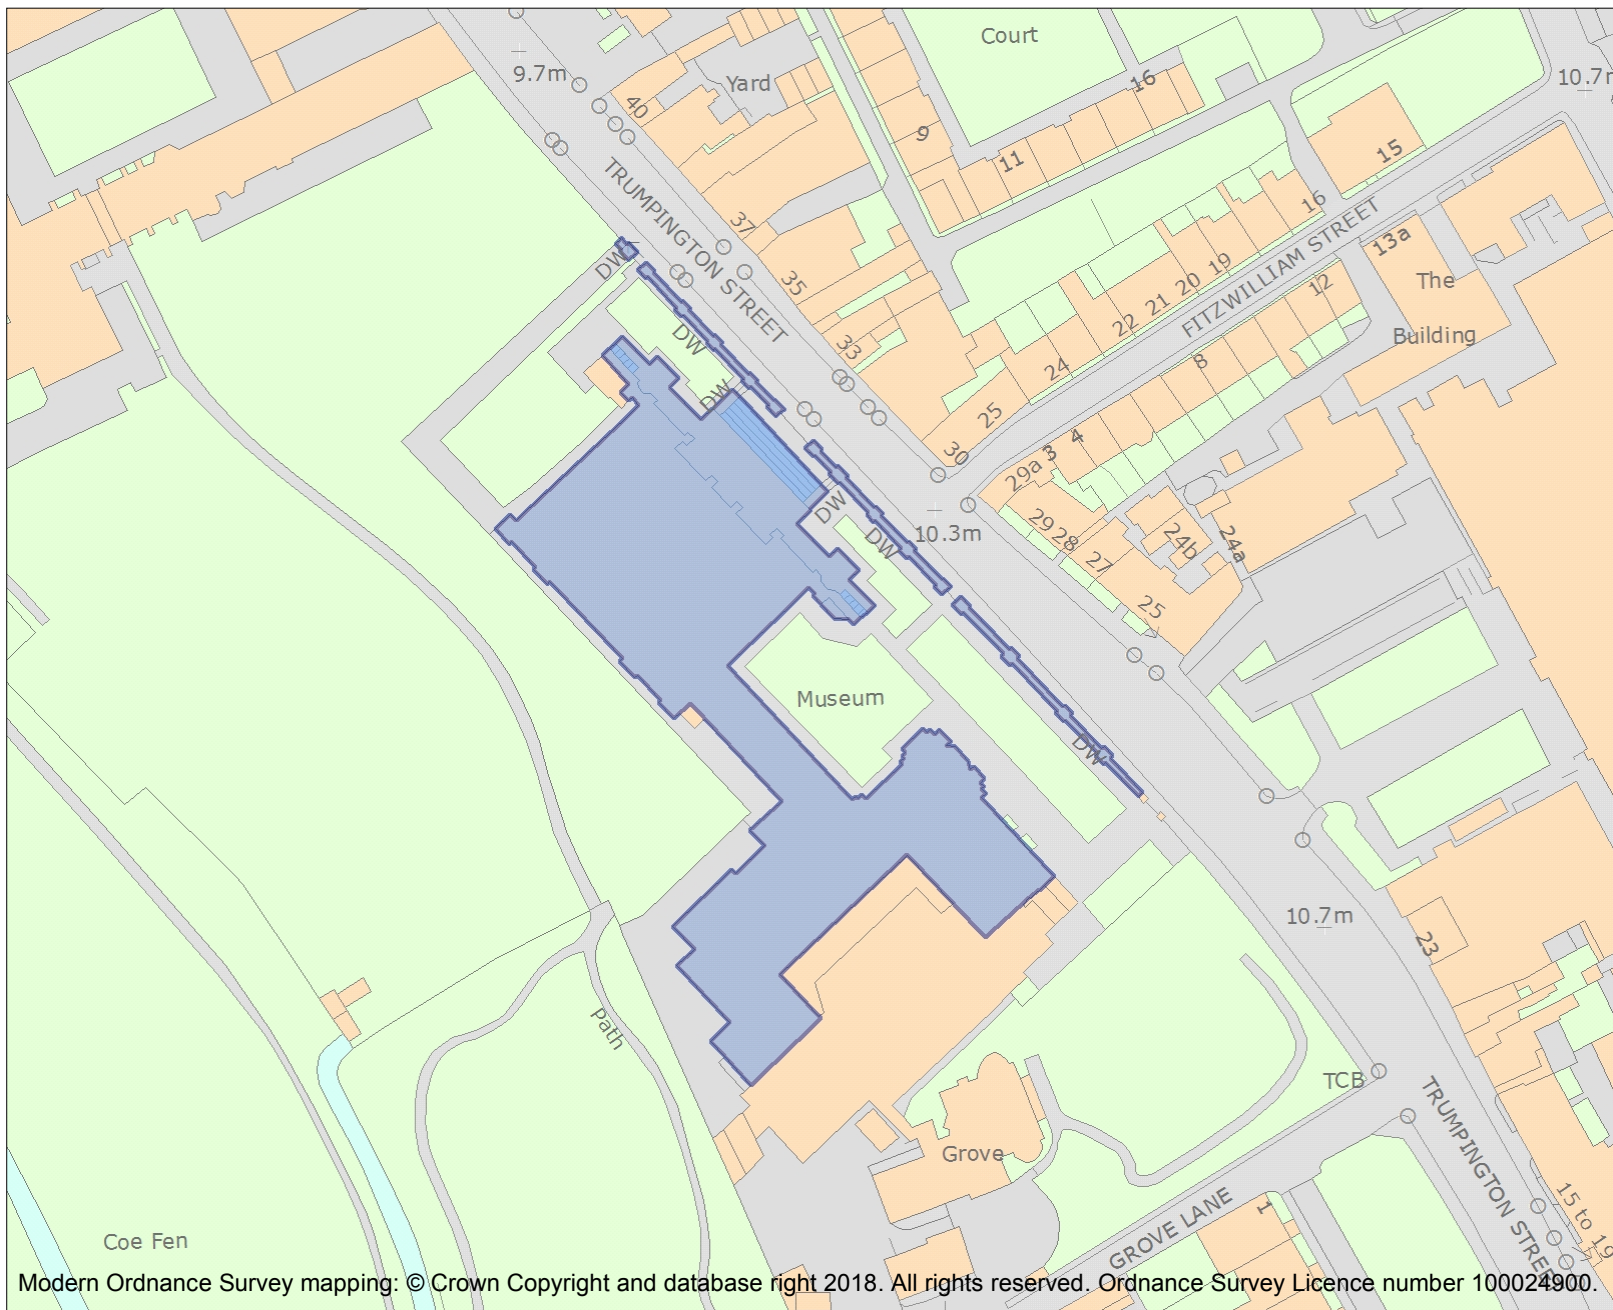 Court
9.7m
Yard
16
10.7m
40
9
11
15
TRUMPINGTON STREET
37
16
FITZWILLIAM STREET
13a
DW
35
19
20
21
22
12
The
Building
DW
33
8
24
DW
25
4
3
30
29a
DW
DW
10.3m
29
28
27
24b
24a
25
Museum
DW
10.7m
23
Path
TCB
TRUMPINGTON STREET
Grove
GROVE LANE
1
15 to 19
Coe Fen
Modern Ordnance Survey mapping: © Crown Copyright and database right 2018. All rights reserved. Ordnance Survey Licence number 100024900.